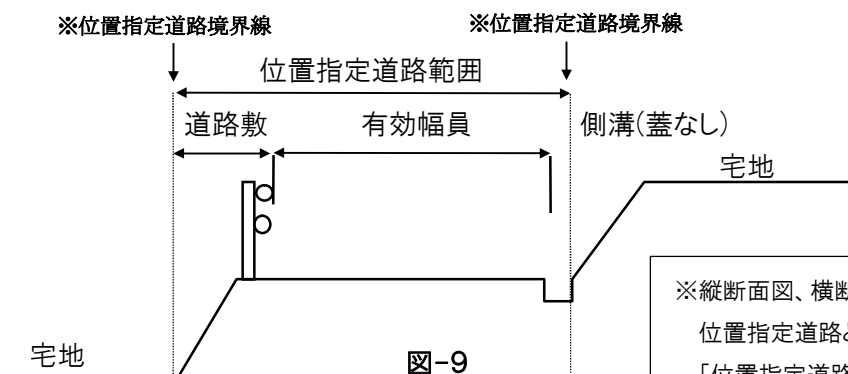 ※位置指定道路境界線
※位置指定道路境界線
位置指定道路範囲
道路敷
有効幅員
側溝(蓋なし)
宅地
宅地
図-9
※縦断面図、横断
位置指定道路と
「位置指定道路